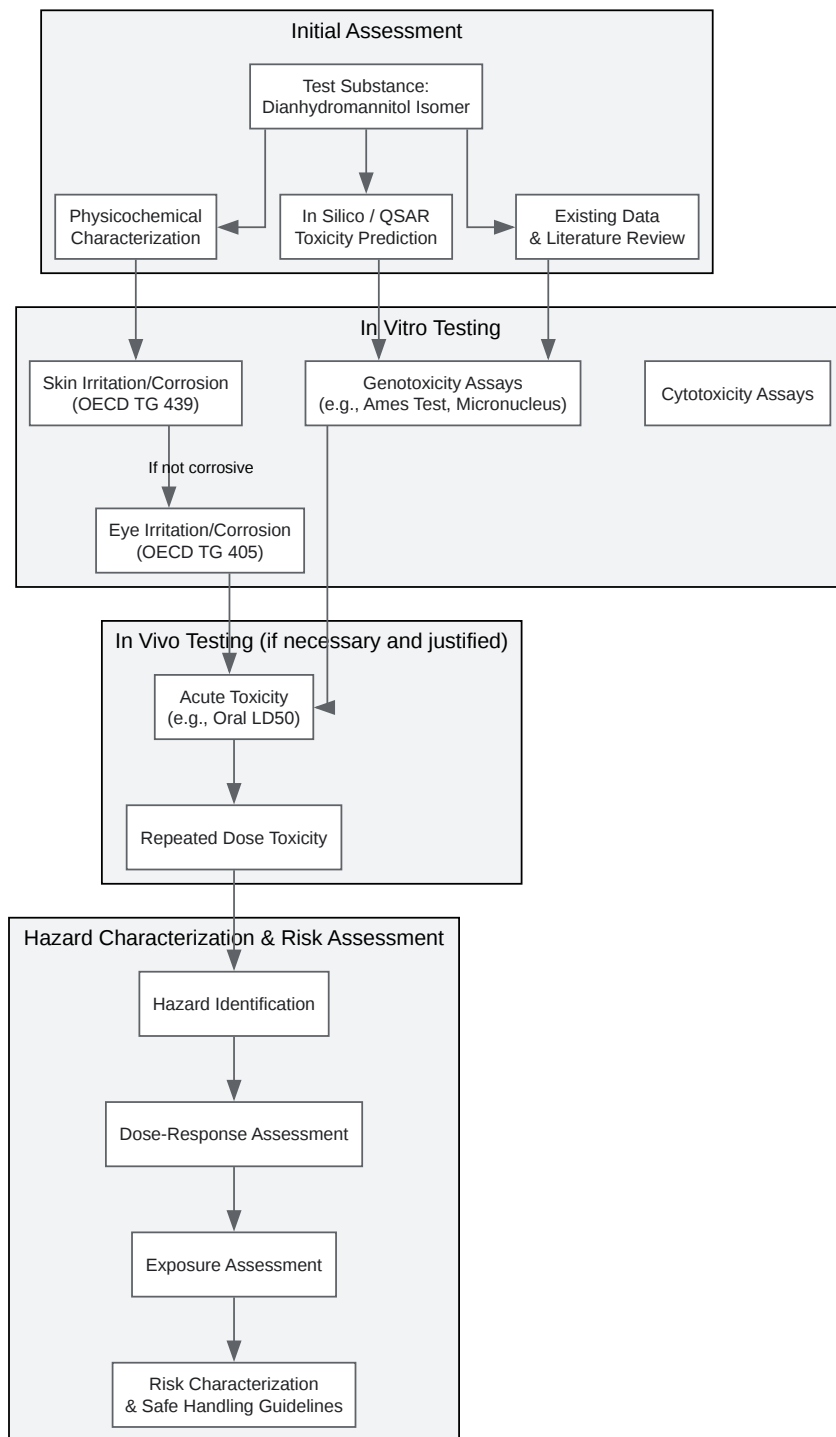 Initial Assessment
Test Substance:
Dianhydromannitol Isomer
Physicochemical
Characterization
In Silico / QSAR
Toxicity Prediction
Existing Data
& Literature Review
In Vitro Testing
Skin Irritation/Corrosion
(OECD TG 439)
Genotoxicity Assays
(e.g., Ames Test, Micronucleus)
Cytotoxicity Assays
If not corrosive
Eye Irritation/Corrosion
(OECD TG 405)
In Vivo Testing (if necessary and justified)
Acute Toxicity
(e.g., Oral LD50)
Repeated Dose Toxicity
Hazard Characterization & Risk Assessment
Hazard Identification
Dose-Response Assessment
Exposure Assessment
Risk Characterization
& Safe Handling Guidelines